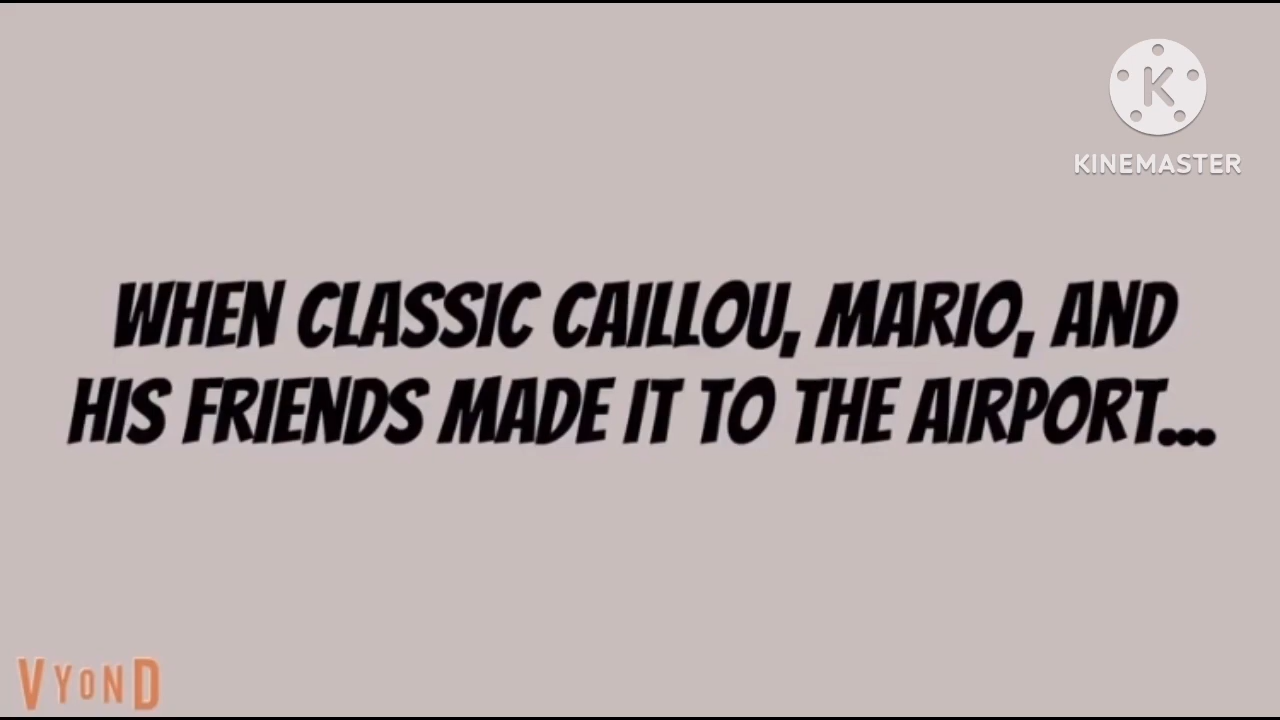 K
KINEMASTER
WHEN CLASSIC CAILLOU, MARIO, AND
HIS FRIENDS MADE IT TO THE AIRPORT...
VYOND